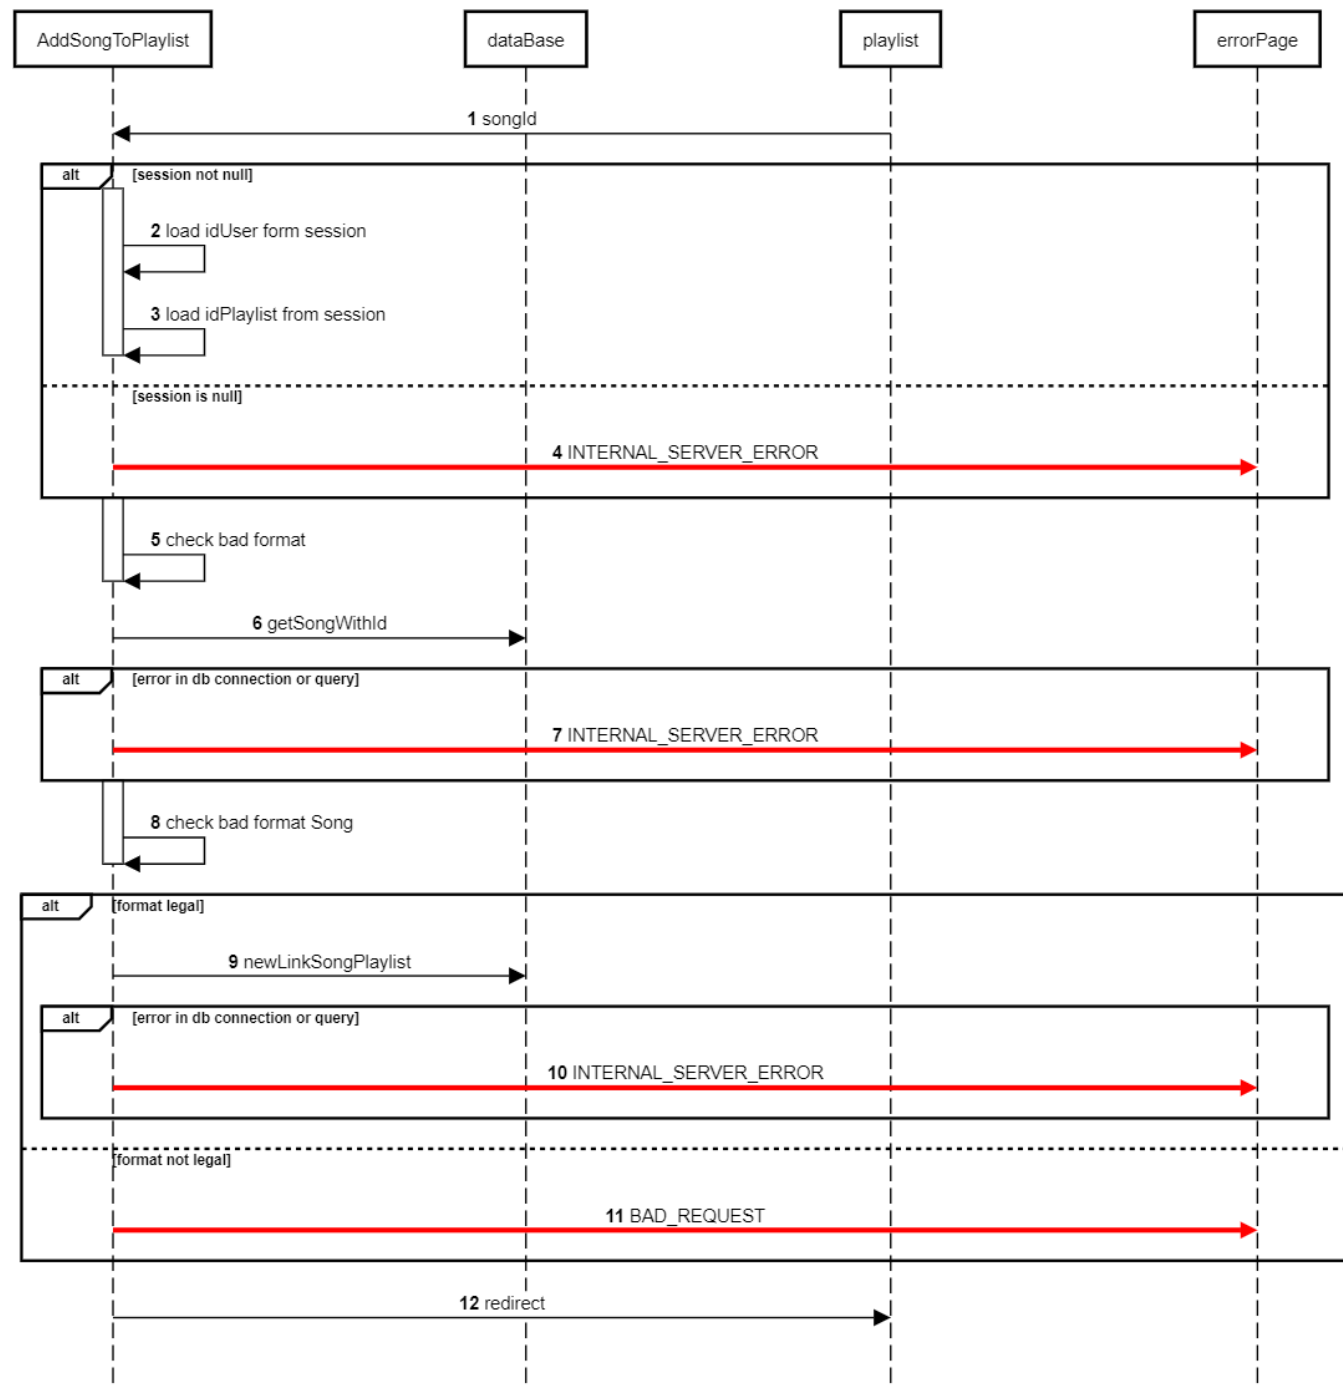 AddSongToPlaylist
dataBase
playlist
errorPage
1 songId
alt
[session not null]
2 load idUser form session
3 load idPlaylist from session
[session is null]
4 INTERNAL_SERVER_ERROR
5 check bad format
6 getSongWithId
alt
[error in db connection or query]
7 INTERNAL_SERVER_ERROR
8 check bad format Song
alt
[format legal]
9 newLinkSongPlaylist
alt
[error in db connection or query]
10 INTERNAL_SERVER_ERROR
[format not legal]
11 BAD_REQUEST
12 redirect